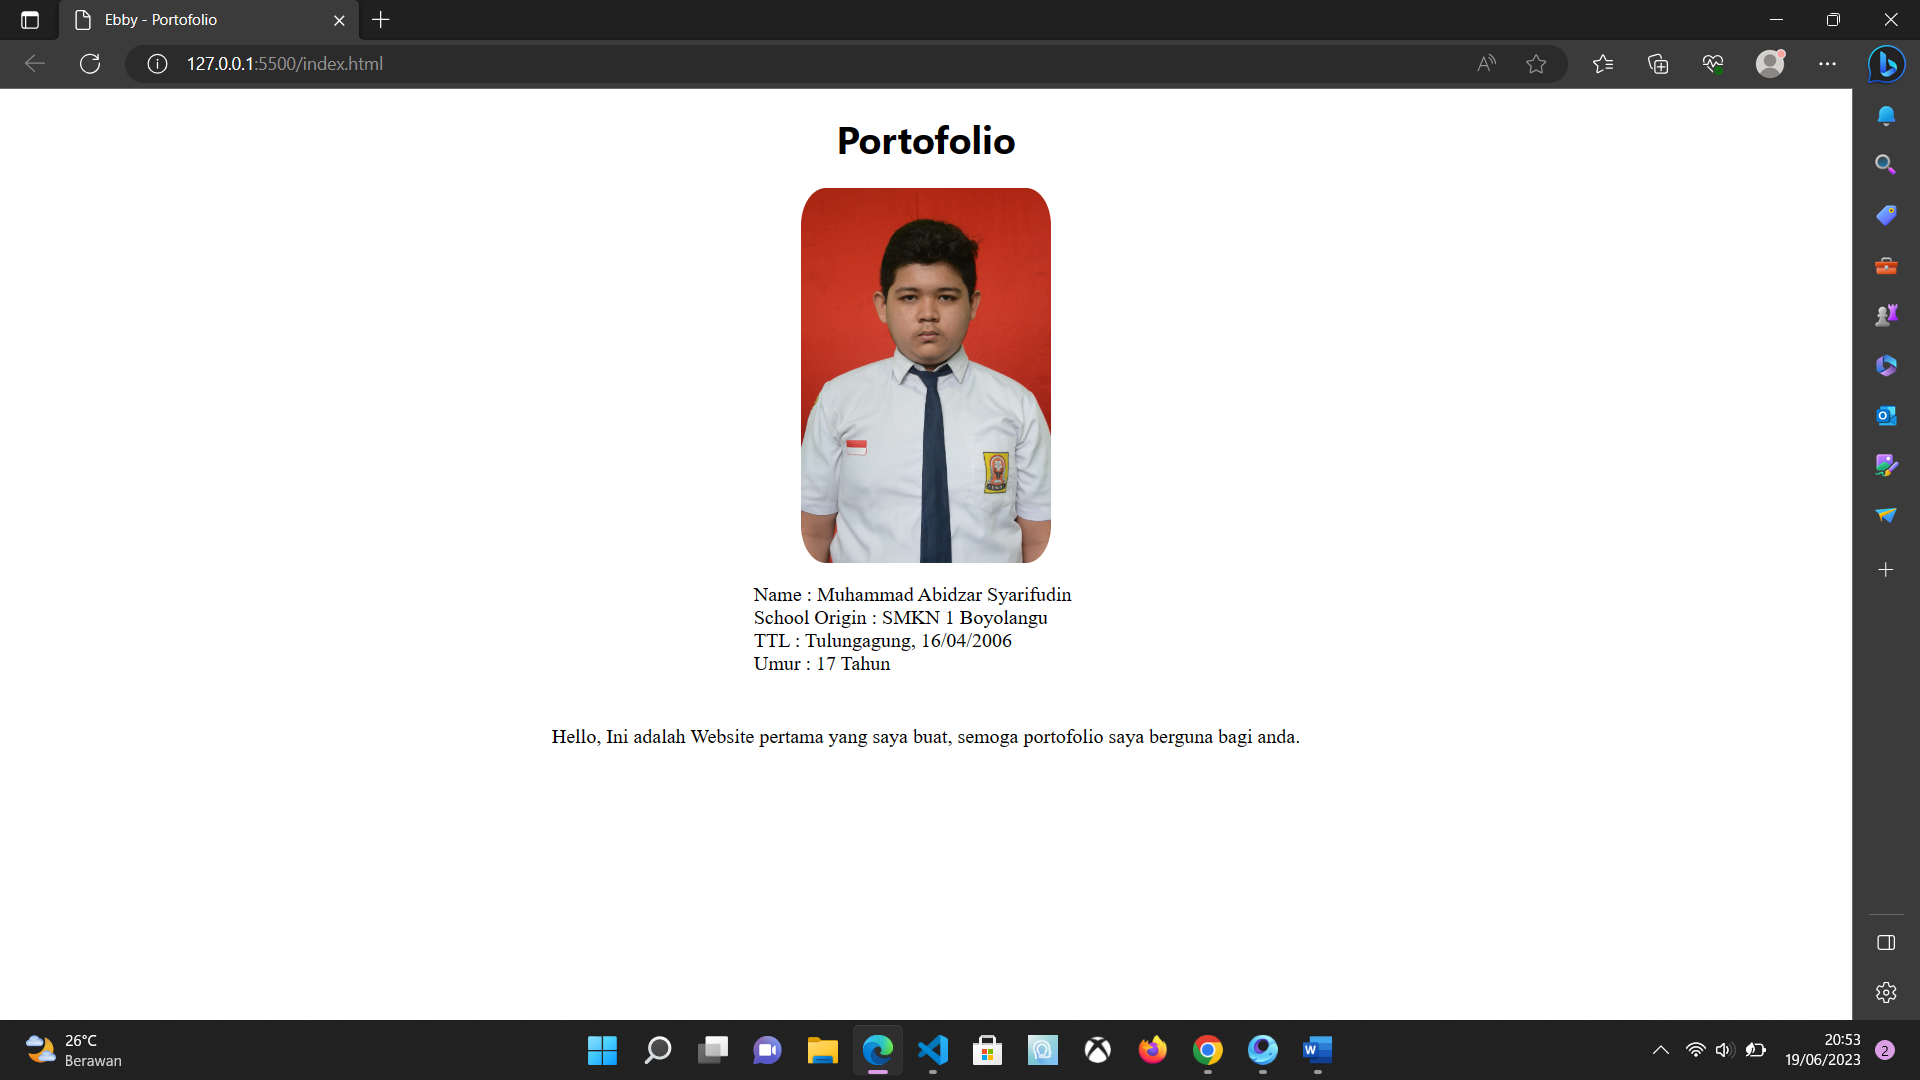 Ebby - Portofolio
127.0.0.1:5500/index.html
Portofolio
Name : Muhammad Abidzar Syarifudin
School Origin : SMKN 1 Boyolangu
TTL : Tulungagung, 16/04/2006
Umur : 17 Tahun
Hello, Ini adalah Website pertama yang saya buat, semoga portofolio saya berguna bagi anda.
26°C
Berawan
20:53
19/06/2023
2